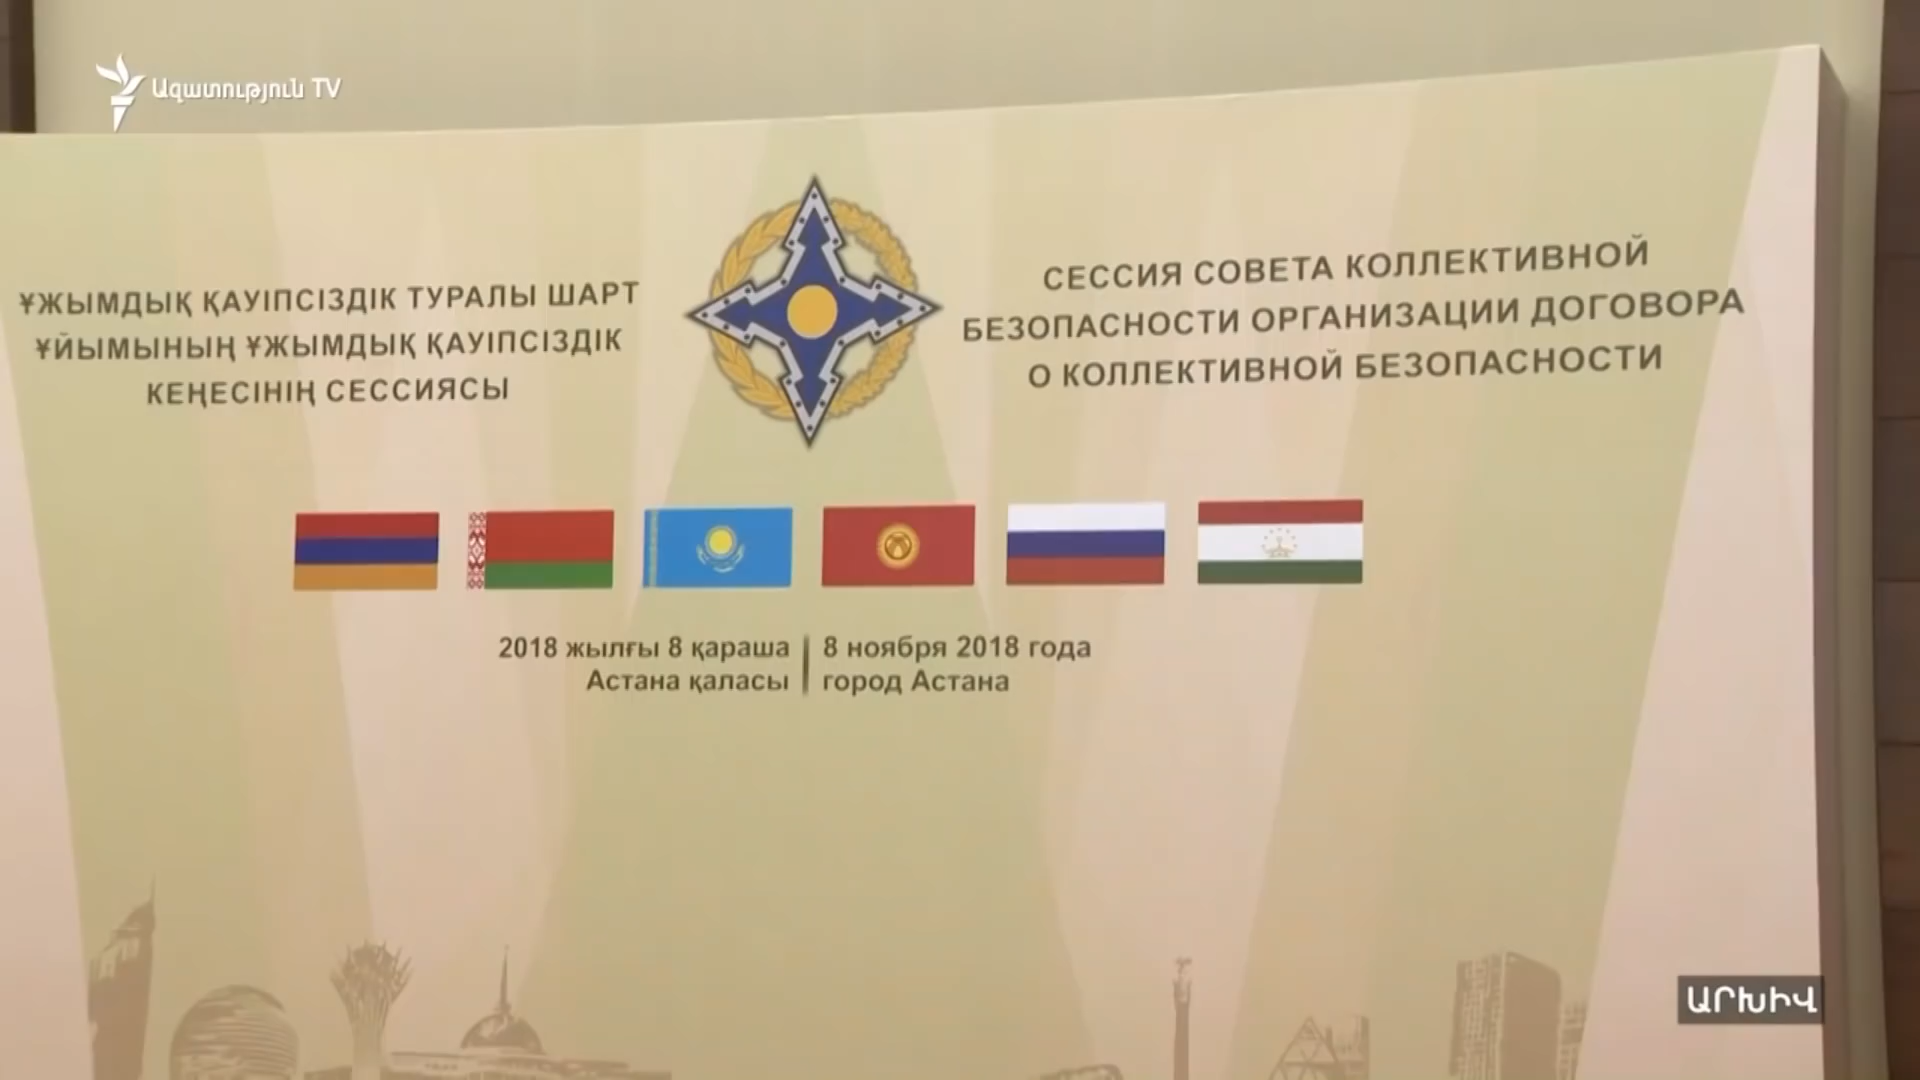 Ազատություն TV
ҰЖЫМДЫҚ ҚАУІПСІЗДІК ТУРАЛЫ ШАРТ
ҰЙЫМЫНЫҢ ҰЖЫМДЫҚ ҚАУІПСІЗДІК
КЕҢЕСІНІҢ СЕССИЯСЫ
СЕССИЯ СОВЕТА КОЛЛЕКТИВНОЙ
БЕЗОПАСНОСТИ ОРГАНИЗАЦИИ ДОГОВОРА
О КОЛЛЕКТИВНОЙ БЕЗОПАСНОСТИ
2018 жылғы 8 қараша
Астана қаласы
8 ноября 2018 года
город Астана
ԱՐԽԻՎ